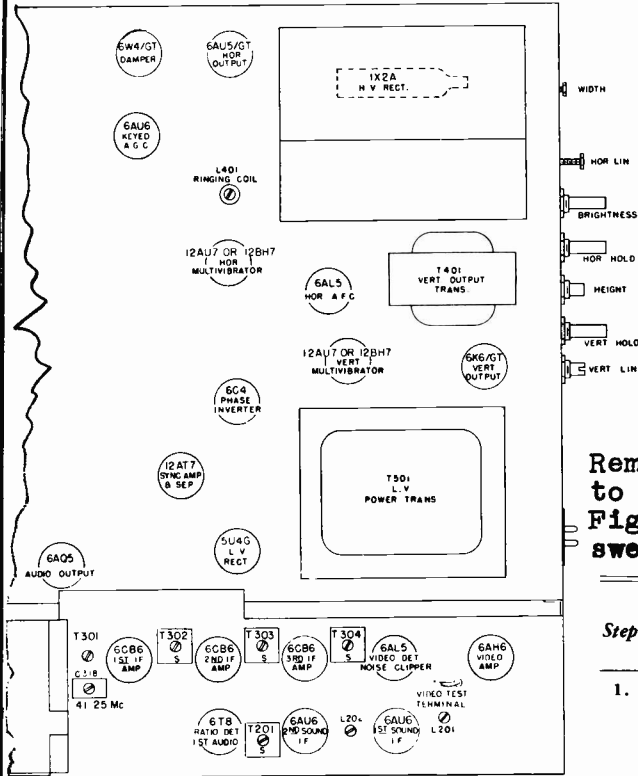 6W4/GT
DAMPER
6AU5/GT
HOR
OUTPUT
1X2A
H V RECT.
WIDTH
6AU6
KEYED
A G C
L401
RINGING COIL
HOR LIN
BRIGHTNESS
12AU7 OR 12BH7
HOR
MULTIVIBRATOR
6AL5
HOR A F C
T401
VERT OUTPUT
TRANS.
HOR HOLD
HEIGHT
12AU7 OR 12BH7
VERT
MULTIVIBRATOR
6K6/GT
VERT
OUTPUT
VERT HOLD
VERT LIN
6C4
PHASE
INVERTER
12AT7
SYNC AMP
& SEP
T501
L.V
POWER TRANS
5U4G
L V
RECT
6AQ5
AUDIO OUTPUT
Rem
to
Fig
swe
Step
1.
T301
6CB6
1ST IF
AMP
T302
S
6CB6
2ND IF
AMP
T303
S
6CB6
3RD IF
AMP
T304
S
6AL5
VIDEO DET
NOISE CLIPPER
6AH6
VIDEO
AMP
C318
41 25 Mc
VIDEO TEST
TERMINAL
L201
6T8
RATIO DET
1ST AUDIO
T201
S
6AU6
2ND SOUND
I F
6AU6
1ST SOUND
I F